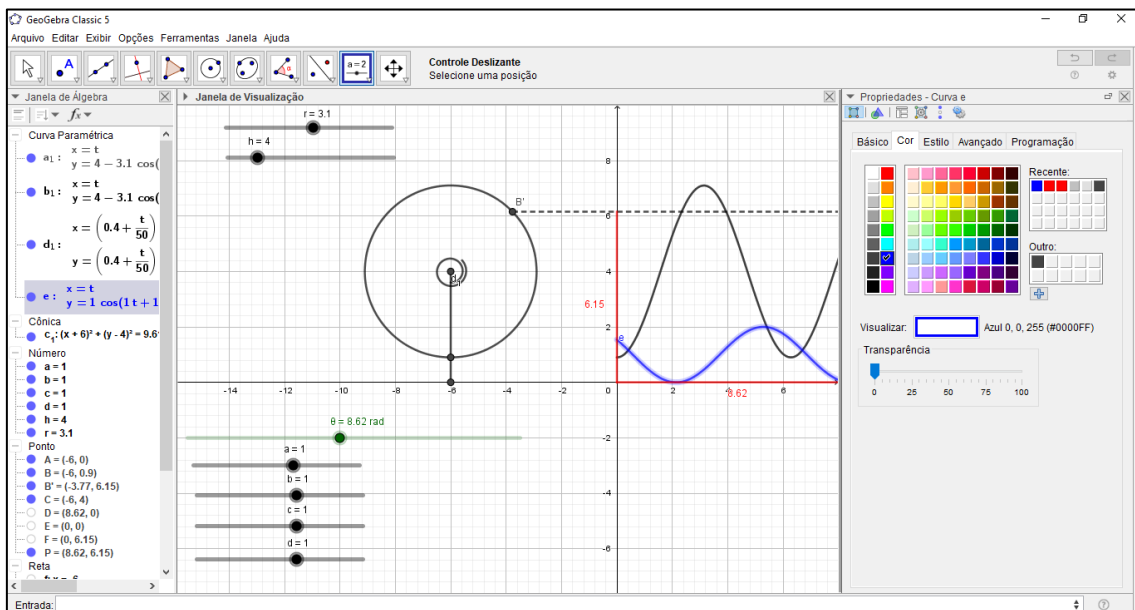 GeoGebra Classic 5
Arquivo Editar Exibir Opções Ferramentas Janela Ajuda
A
a=2
Controle Deslizante
Selecione uma posição
Janela de Álgebra
fx
Curva Paramétrica
a₁ :
x = t
y = 4 − 3.1 cos(
b₁ :
x = t
y = 4 − 3.1 cos(
d₁ :
x = (0.4 + t/50)
y = (0.4 + t/50)
e :
x = t
y = 1 cos(1 t + 1
Cônica
c₁: (x + 6)² + (y - 4)² = 9.6
Número
a = 1
b = 1
c = 1
d = 1
h = 4
r = 3.1
Ponto
A = (-6, 0)
B = (-6, 0.9)
B' = (-3.77, 6.15)
C = (-6, 4)
D = (8.62, 0)
E = (0, 0)
F = (0, 6.15)
P = (8.62, 6.15)
Reta
Janela de Visualização
r = 3.1
h = 4
B'
e
6.15
8.62
8
6
4
2
0
-2
-4
-6
-14 -12 -10 -8 -6 -4 -2 0 2 4 6
θ = 8.62 rad
a = 1
b = 1
c = 1
d = 1
Propriedades - Curva e
Básico Cor Estilo Avançado Programação
Recente:
Outro:
Visualizar:
Azul 0, 0, 255 (#0000FF)
Transparência
0 25 50 75 100
Entrada: